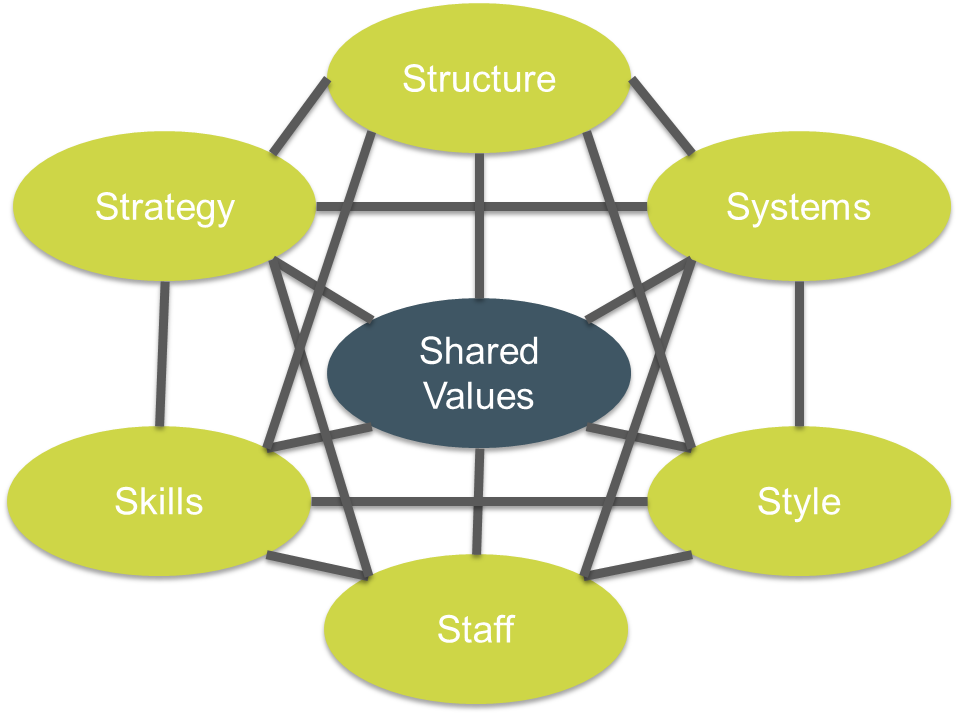 Structure
Strategy
Systems
Shared
Values
Skills
Style
Staff